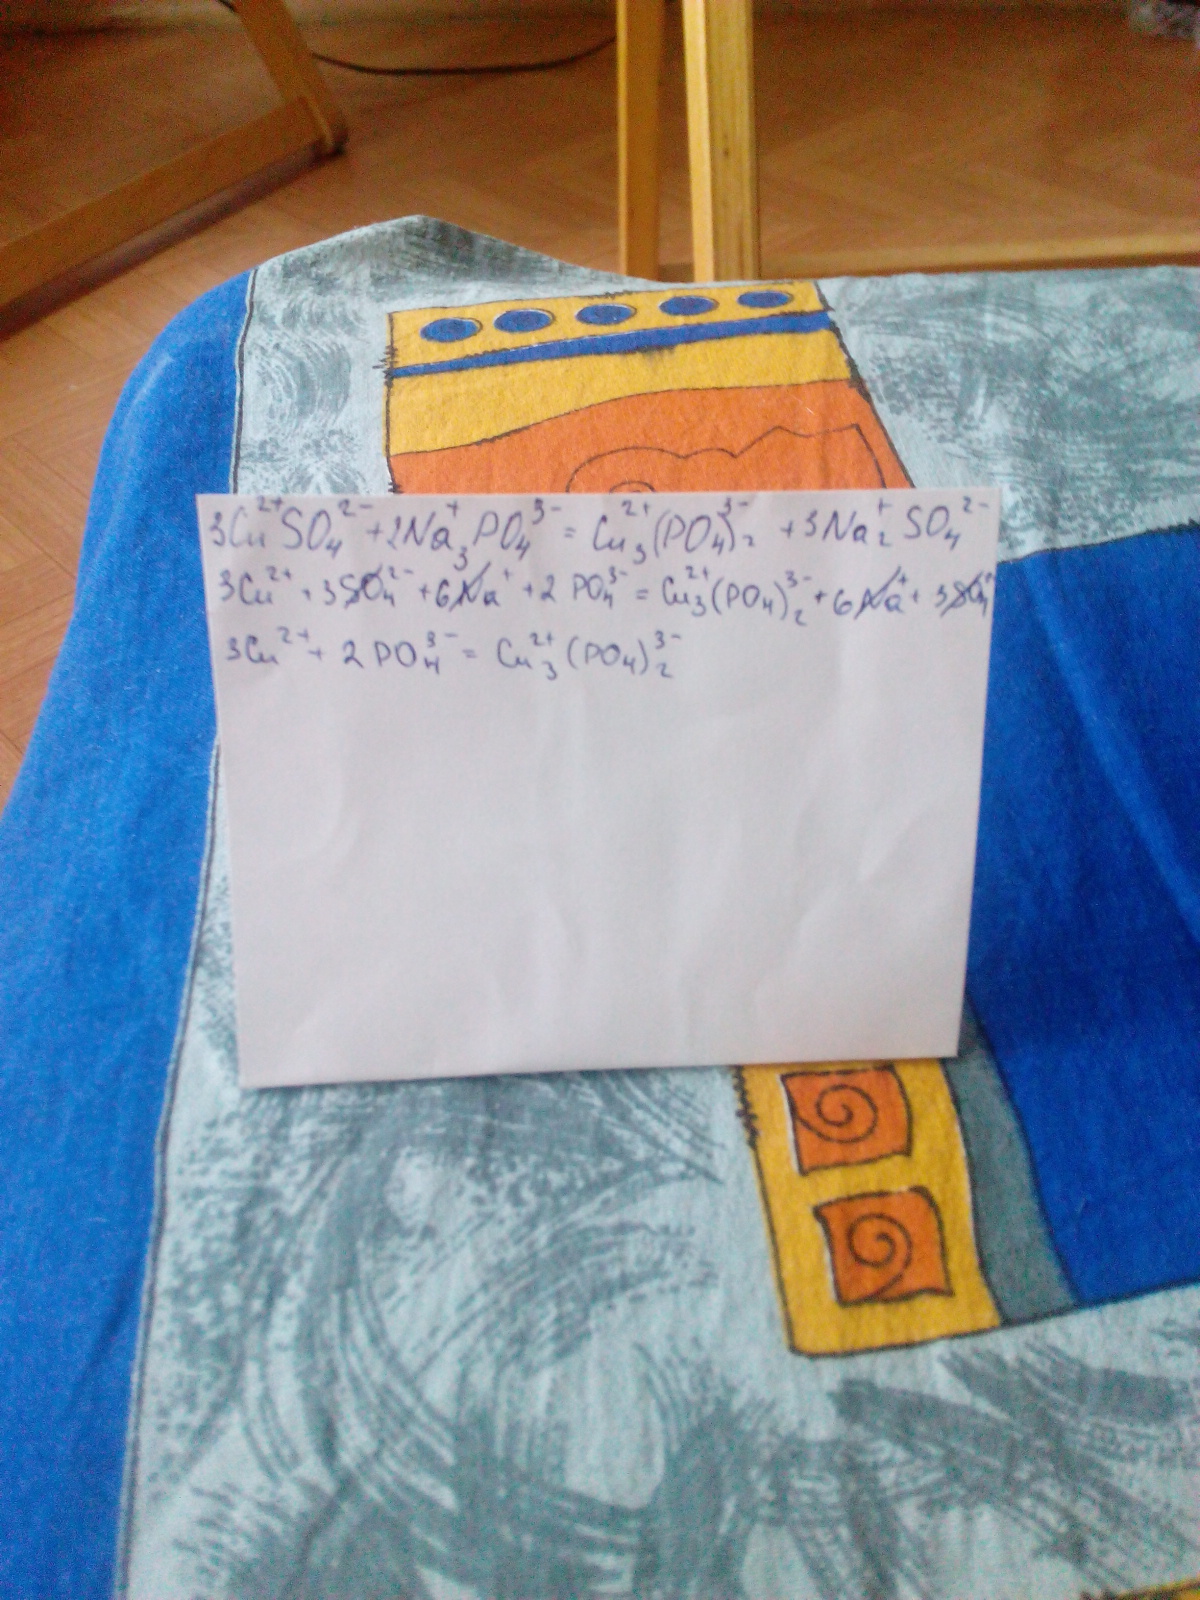 3Cu²⁺SO₄²⁻ + 2Na₃⁺PO₄³⁻ = Cu₃²⁺(PO₄)₂³⁻ + 3Na₂⁺SO₄²⁻
3Cu²⁺ + 3SO₄²⁻ + 6Na⁺ + 2PO₄³⁻ = Cu₃²⁺(PO₄)₂³⁻ + 6Na⁺ + 3SO₄²⁻
3Cu²⁺ + 2PO₄³⁻ = Cu₃²⁺(PO₄)₂³⁻